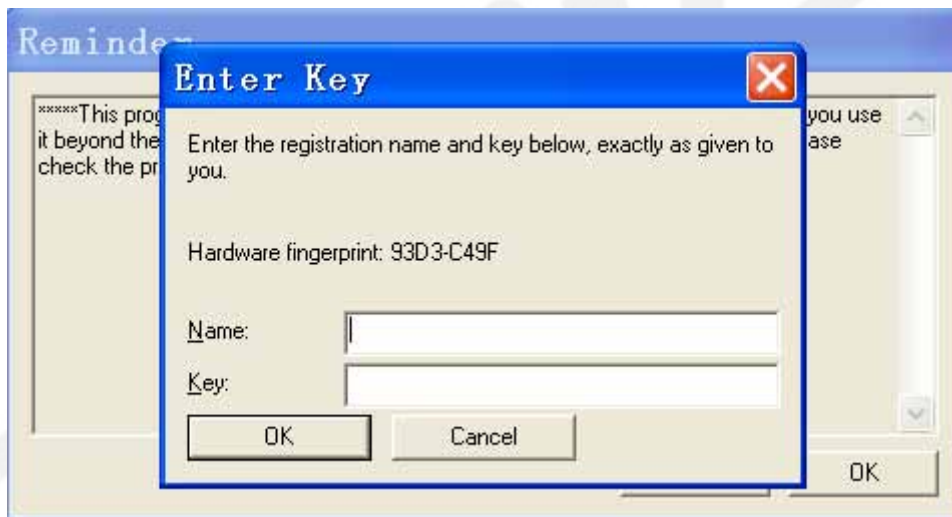 Reminder
*****This prog
you use
it beyond the
ase
check the pr
Enter Key
Enter the registration name and key below, exactly as given to
you.
Hardware fingerprint: 93D3-C49F
Name:
Key:
OK
Cancel
OK